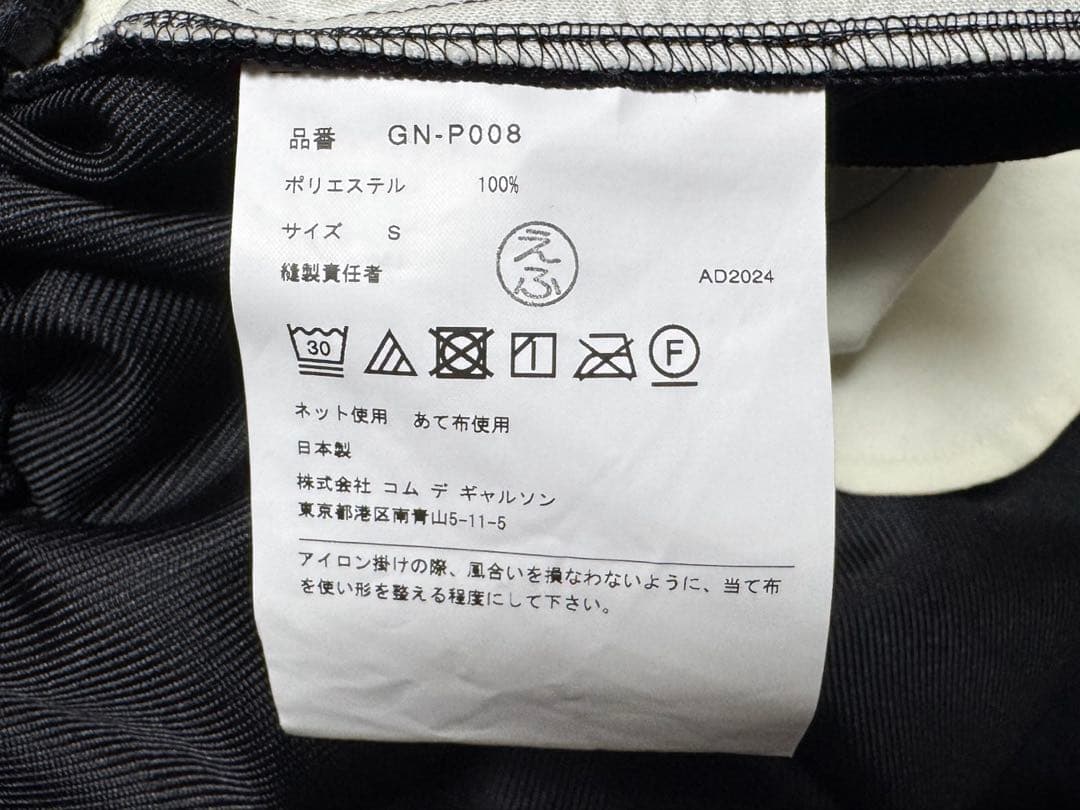 品番 GN-P008
ポリエステル 100%
サイズ S
えふ
縫製責任者 AD2024
30 F
ネット使用 あて布使用
日本製
株式会社 コム デ ギャルソン
東京都港区南青山5-11-5
アイロン掛けの際、風合いを損なわないように、当て布
を使い形を整える程度にして下さい。